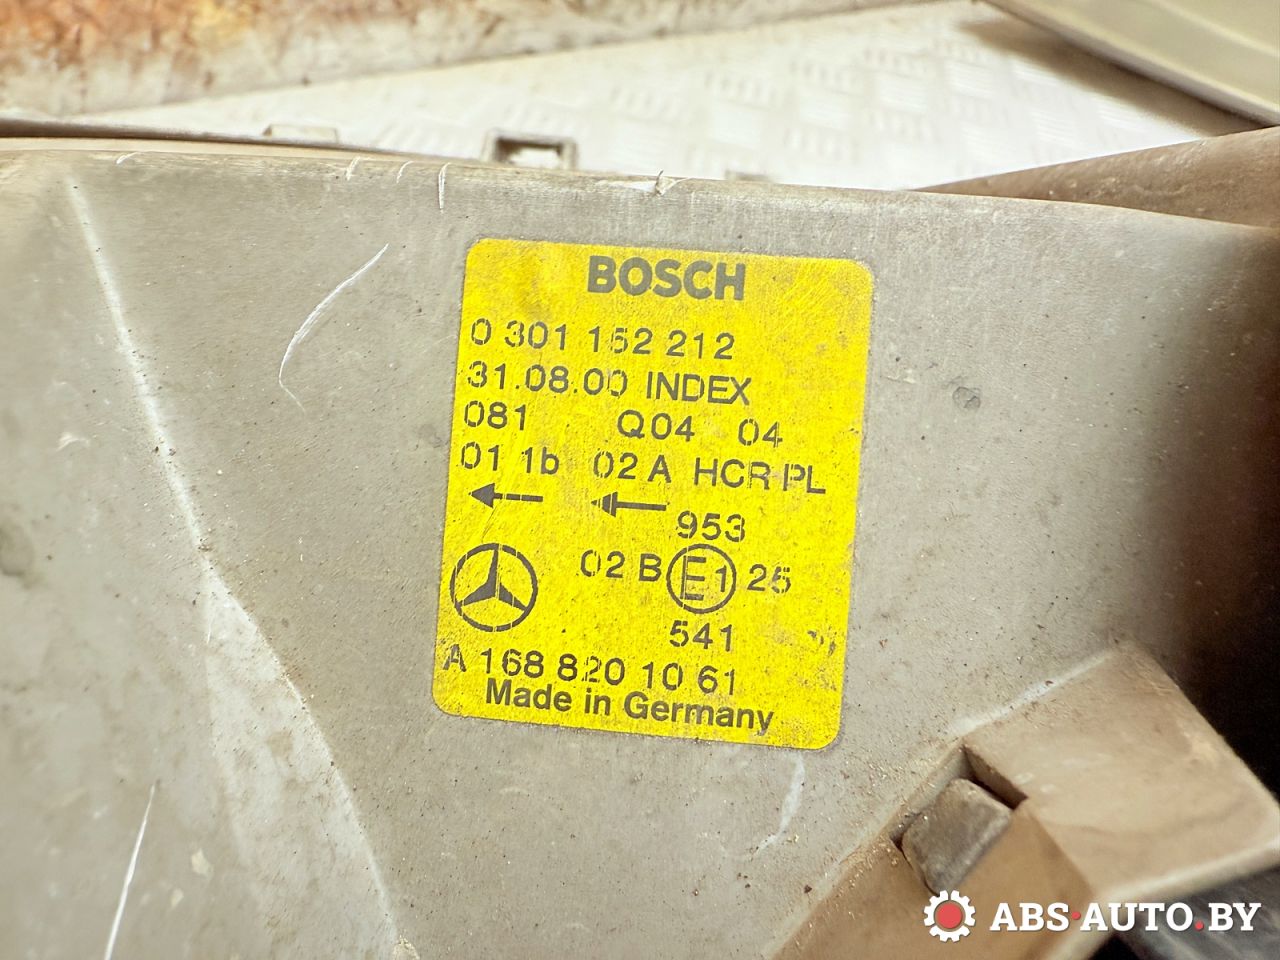 BOSCH
0 301 152 212
31.08.00 INDEX
081 Q04 04
01 1b 02 A HCR PL
953
02 B E1 25
541
A 168 820 10 61
Made in Germany
ABS·AUTO.BY